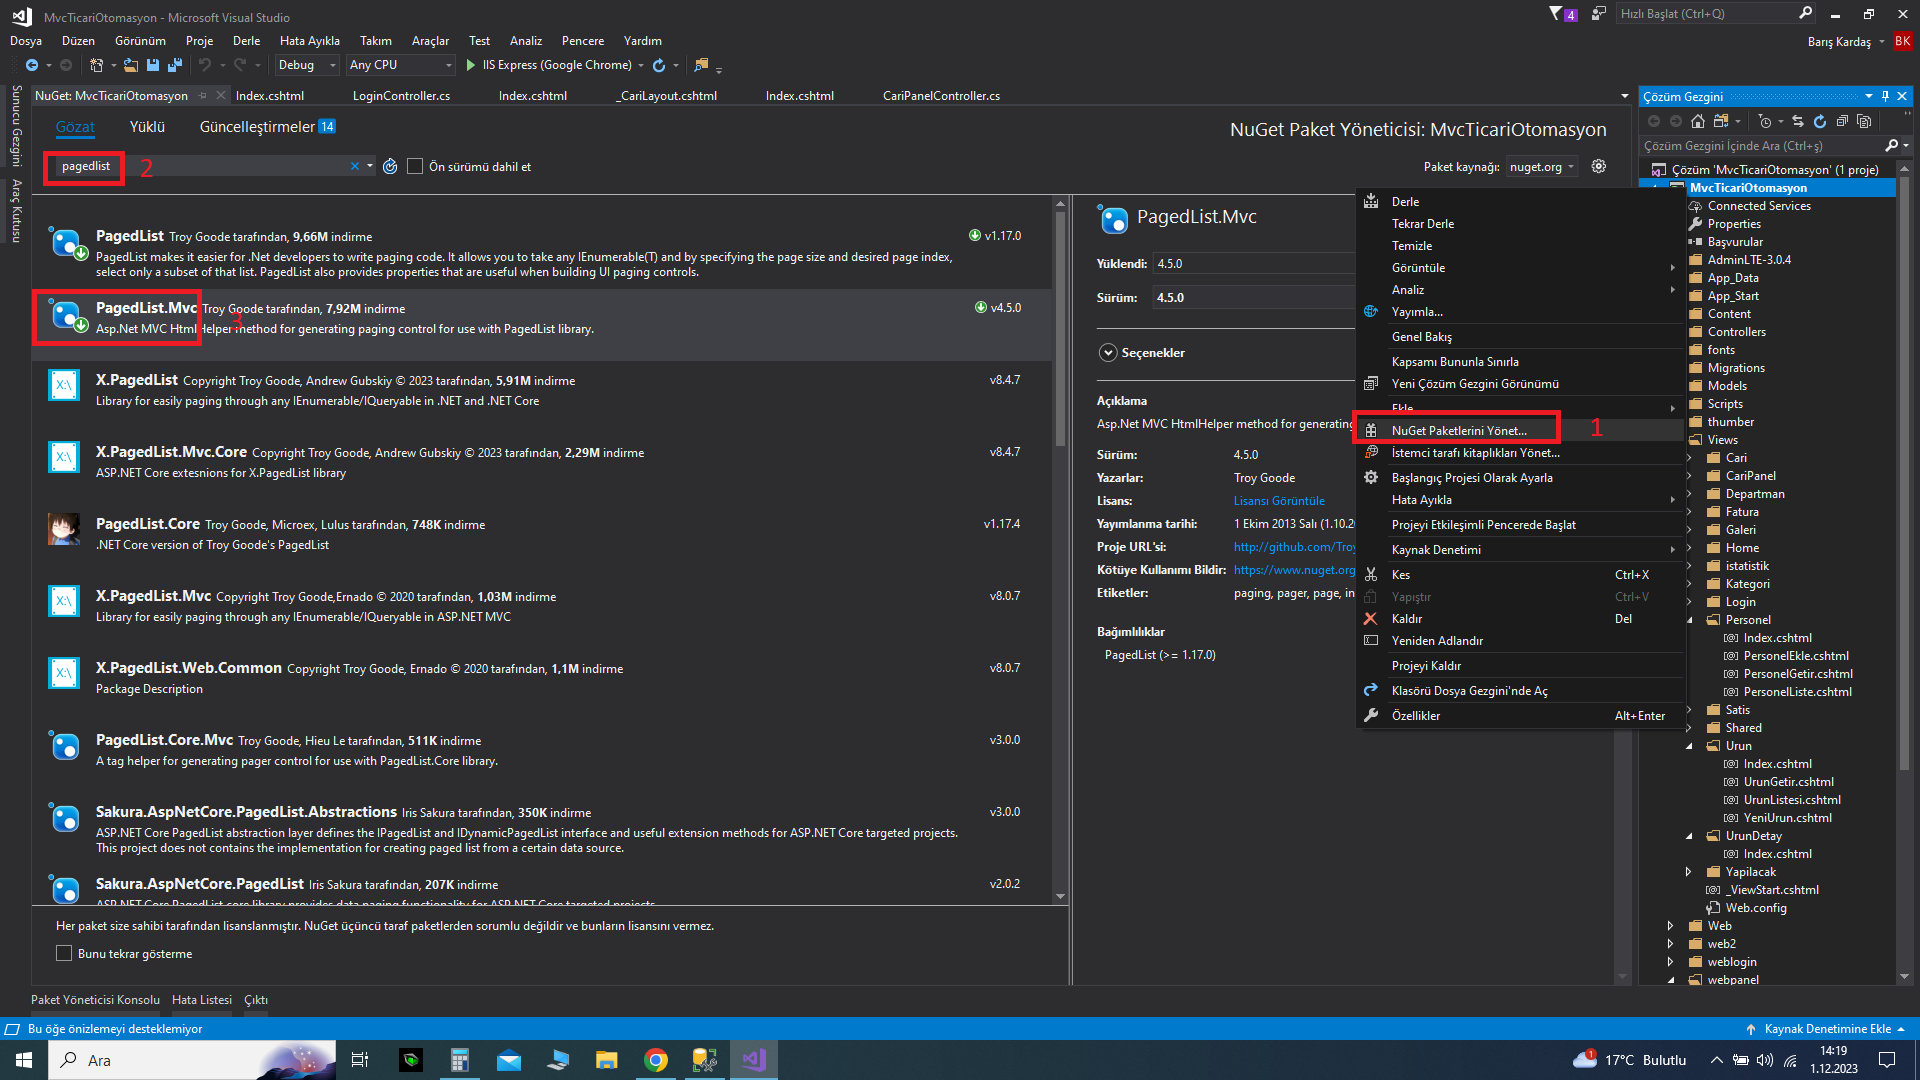 MvcTicariOtomasyon - Microsoft Visual Studio
4
Hızlı Başlat (Ctrl+Q)
Dosya Düzen Görünüm Proje Derle Hata Ayıkla Takım Araçlar Test Analiz Pencere Yardım
Barış Kardaş BK
Debug Any CPU IIS Express (Google Chrome)
Sunucu Gezgini
Araç Kutusu
NuGet: MvcTicariOtomasyon Index.cshtml LoginController.cs Index.cshtml _CariLayout.cshtml Index.cshtml CariPanelController.cs
Gözat Yüklü Güncelleştirmeler 14
NuGet Paket Yöneticisi: MvcTicariOtomasyon
pagedlist 2 Ön sürümü dahil et
Paket kaynağı: nuget.org
PagedList Troy Goode tarafından, 9,66M indirme v1.17.0
PagedList makes it easier for .Net developers to write paging code. It allows you to take any IEnumerable(T) and by specifying the page size and desired page index,
select only a subset of that list. PagedList also provides properties that are useful when building UI paging controls.
PagedList.Mvc Troy Goode tarafından, 7,92M indirme v4.5.0
3
Asp.Net MVC HtmlHelper method for generating paging control for use with PagedList library.
X.PagedList Copyright Troy Goode, Andrew Gubskiy © 2023 tarafından, 5,91M indirme v8.4.7
Library for easily paging through any IEnumerable/IQueryable in .NET and .NET Core
X.PagedList.Mvc.Core Copyright Troy Goode, Andrew Gubskiy © 2023 tarafından, 2,29M indirme v8.4.7
ASP.NET Core extesnions for X.PagedList library
PagedList.Core Troy Goode, Microex, Lulus tarafından, 748K indirme v1.17.4
.NET Core version of Troy Goode's PagedList
X.PagedList.Mvc Copyright Troy Goode,Ernado © 2020 tarafından, 1,03M indirme v8.0.7
Library for easily paging through any IEnumerable/IQueryable in ASP.NET MVC
X.PagedList.Web.Common Copyright Troy Goode, Ernado © 2020 tarafından, 1,1M indirme v8.0.7
Package Description
PagedList.Core.Mvc Troy Goode, Hieu Le tarafından, 511K indirme v3.0.0
A tag helper for generating pager control for use with PagedList.Core library.
Sakura.AspNetCore.PagedList.Abstractions Iris Sakura tarafından, 350K indirme v3.0.0
ASP.NET Core PagedList abstraction layer defines the IPagedList and IDynamicPagedList interface and useful extension methods for ASP.NET Core targeted projects.
This project does not contains the implementation for creating paged list from a certain data source.
Sakura.AspNetCore.PagedList Iris Sakura tarafından, 207K indirme v2.0.2
ASP.NET Core PagedList core library provides data paging functionality for ASP.NET Core targeted projects.
Her paket size sahibi tarafından lisanslanmıştır. NuGet üçüncü taraf paketlerden sorumlu değildir ve bunların lisansını vermez.
Bunu tekrar gösterme
PagedList.Mvc
Yüklendi: 4.5.0
Sürüm: 4.5.0
Seçenekler
Açıklama
Asp.Net MVC HtmlHelper method for generating
Sürüm: 4.5.0
Yazarlar: Troy Goode
Lisans: Lisansı Görüntüle
Yayımlanma tarihi: 1 Ekim 2013 Salı (1.10.20
Proje URL'si: http://github.com/Troy
Kötüye Kullanımı Bildir: https://www.nuget.org
Etiketler: paging, pager, page, in
Bağımlılıklar
PagedList (>= 1.17.0)
Derle
Tekrar Derle
Temizle
Görüntüle
Analiz
Yayımla...
Genel Bakış
Kapsamı Bununla Sınırla
Yeni Çözüm Gezgini Görünümü
Ekle
NuGet Paketlerini Yönet... 1
İstemci tarafı kitaplıkları Yönet...
Başlangıç Projesi Olarak Ayarla
Hata Ayıkla
Projeyi Etkileşimli Pencerede Başlat
Kaynak Denetimi
Kes Ctrl+X
Yapıştır Ctrl+V
Kaldır Del
Yeniden Adlandır
Projeyi Kaldır
Klasörü Dosya Gezgini'nde Aç
Özellikler Alt+Enter
Çözüm Gezgini
Çözüm Gezgini İçinde Ara (Ctrl+ş)
Çözüm 'MvcTicariOtomasyon' (1 proje)
MvcTicariOtomasyon
Connected Services
Properties
Başvurular
AdminLTE-3.0.4
App_Data
App_Start
Content
Controllers
fonts
Migrations
Models
Scripts
thumber
Views
Cari
CariPanel
Departman
Fatura
Galeri
Home
istatistik
Kategori
Login
Personel
Index.cshtml
PersonelEkle.cshtml
PersonelGetir.cshtml
PersonelListe.cshtml
Satis
Shared
Urun
Index.cshtml
UrunGetir.cshtml
UrunListesi.cshtml
YeniUrun.cshtml
UrunDetay
Index.cshtml
Yapilacak
_ViewStart.cshtml
Web.config
Web
web2
weblogin
webpanel
Paket Yöneticisi Konsolu Hata Listesi Çıktı
Bu öğe önizlemeyi desteklemiyor
Kaynak Denetimine Ekle
Ara
1
17°C Bulutlu
14:19
1.12.2023